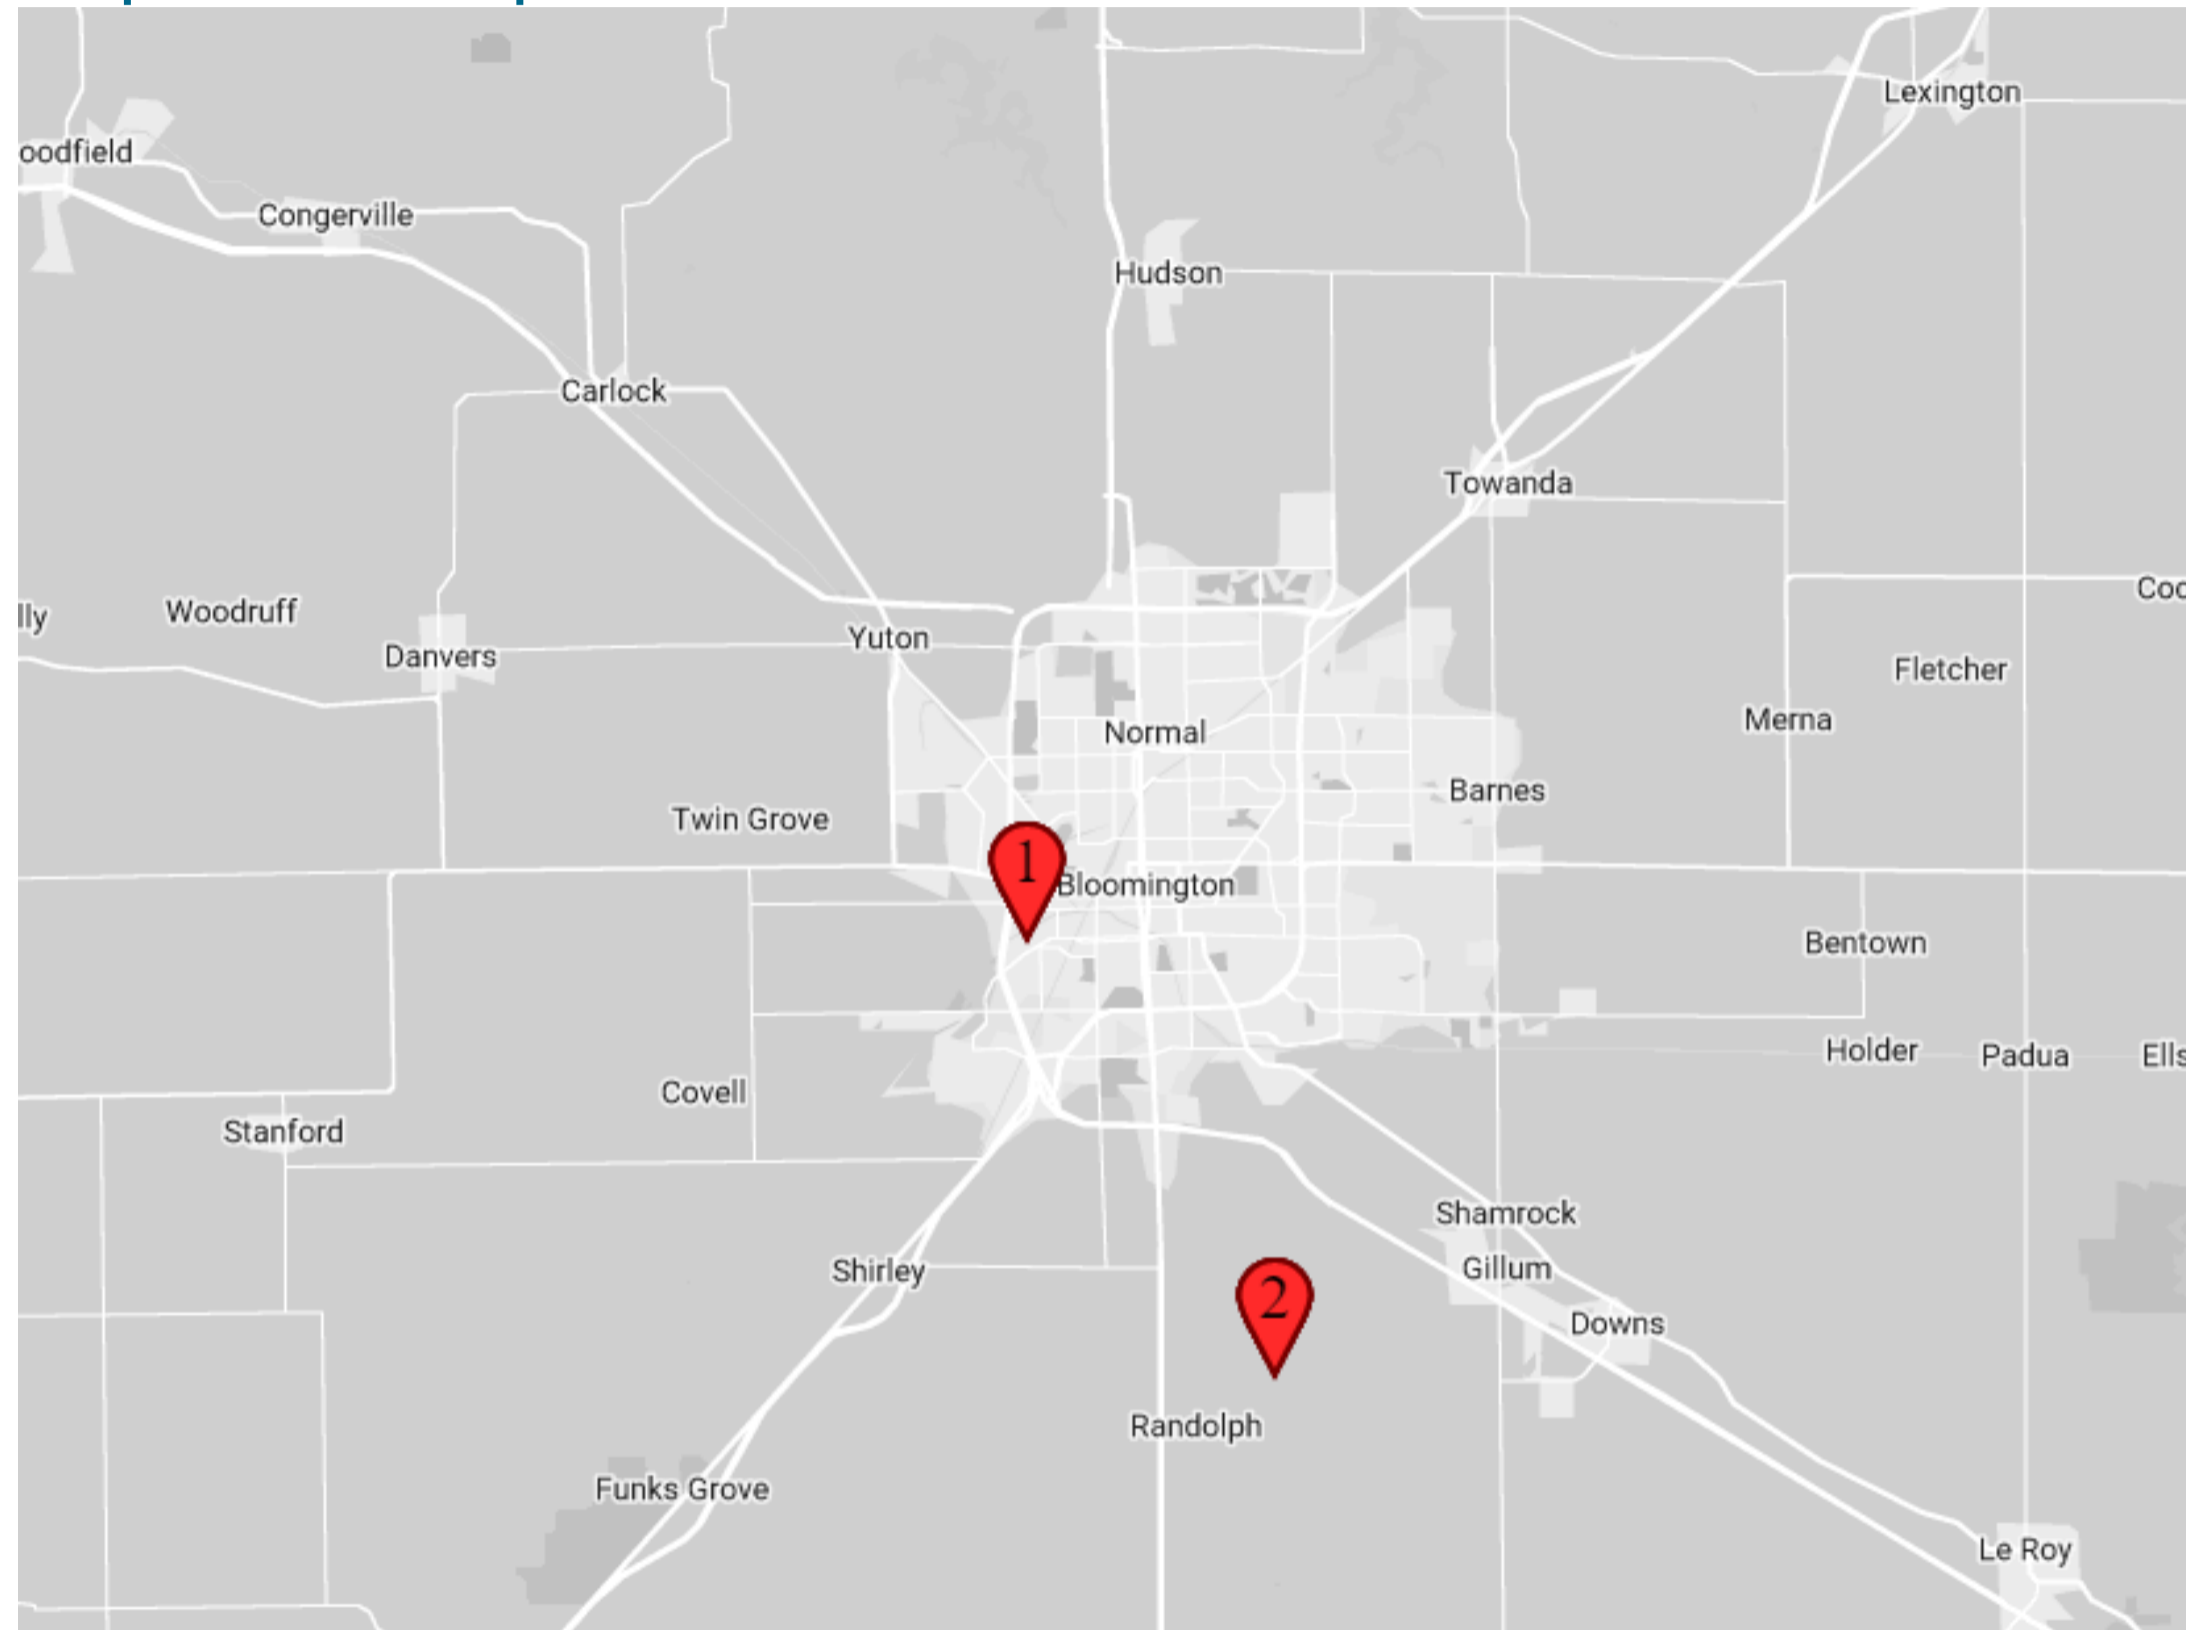 Lexington
oodfield
Congerville
Hudson
Carlock
Towanda
Coo
lly
Woodruff
Yuton
Danvers
Fletcher
Merna
Normal
Barnes
Twin Grove
1
Bloomington
Bentown
Holder
Padua
Ells
Covell
Stanford
Shamrock
Shirley
Gillum
2
Downs
Randolph
Funks Grove
Le Roy